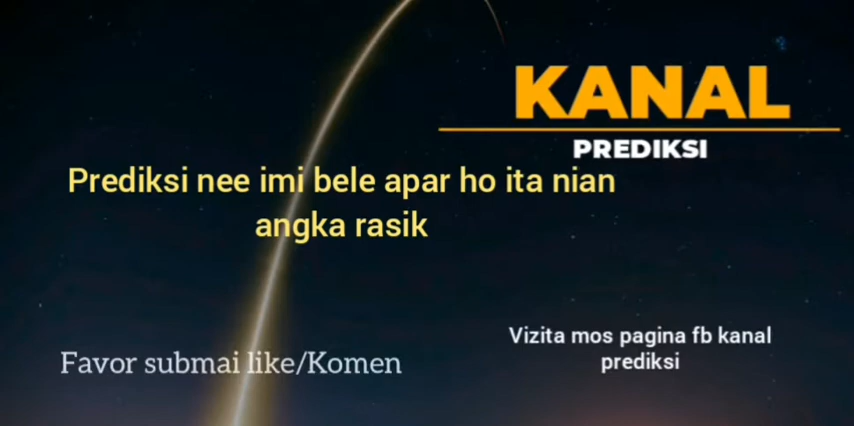 KANAL
PREDIKSI
Prediksi nee imi bele apar ho ita nian
angka rasik
Vizita mos pagina fb kanal
prediksi
Favor submai like/Komen